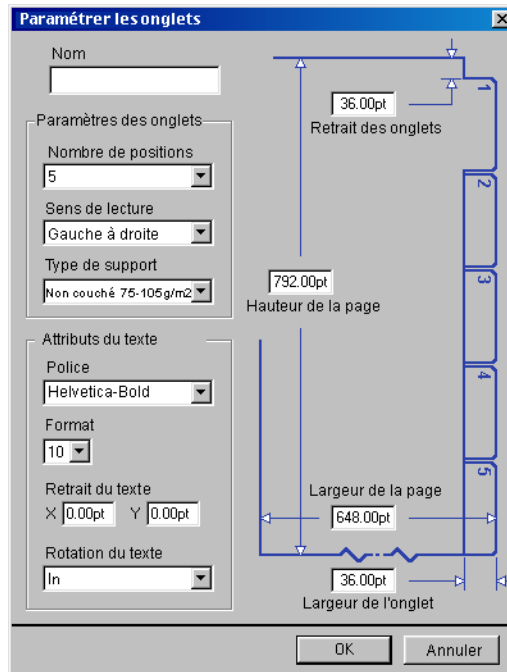 Paramétrer les onglets
Nom
Paramètres des onglets
Nombre de positions
5
Sens de lecture
Gauche à droite
Type de support
Non couché 75-105g/m2
Attributs du texte
Police
Helvetica-Bold
Format
10
Retrait du texte
X 0.00pt Y 0.00pt
Rotation du texte
In
36.00pt
Retrait des onglets
792.00pt
Hauteur de la page
Largeur de la page
648.00pt
36.00pt
Largeur de l'onglet
1
2
3
4
5
OK Annuler